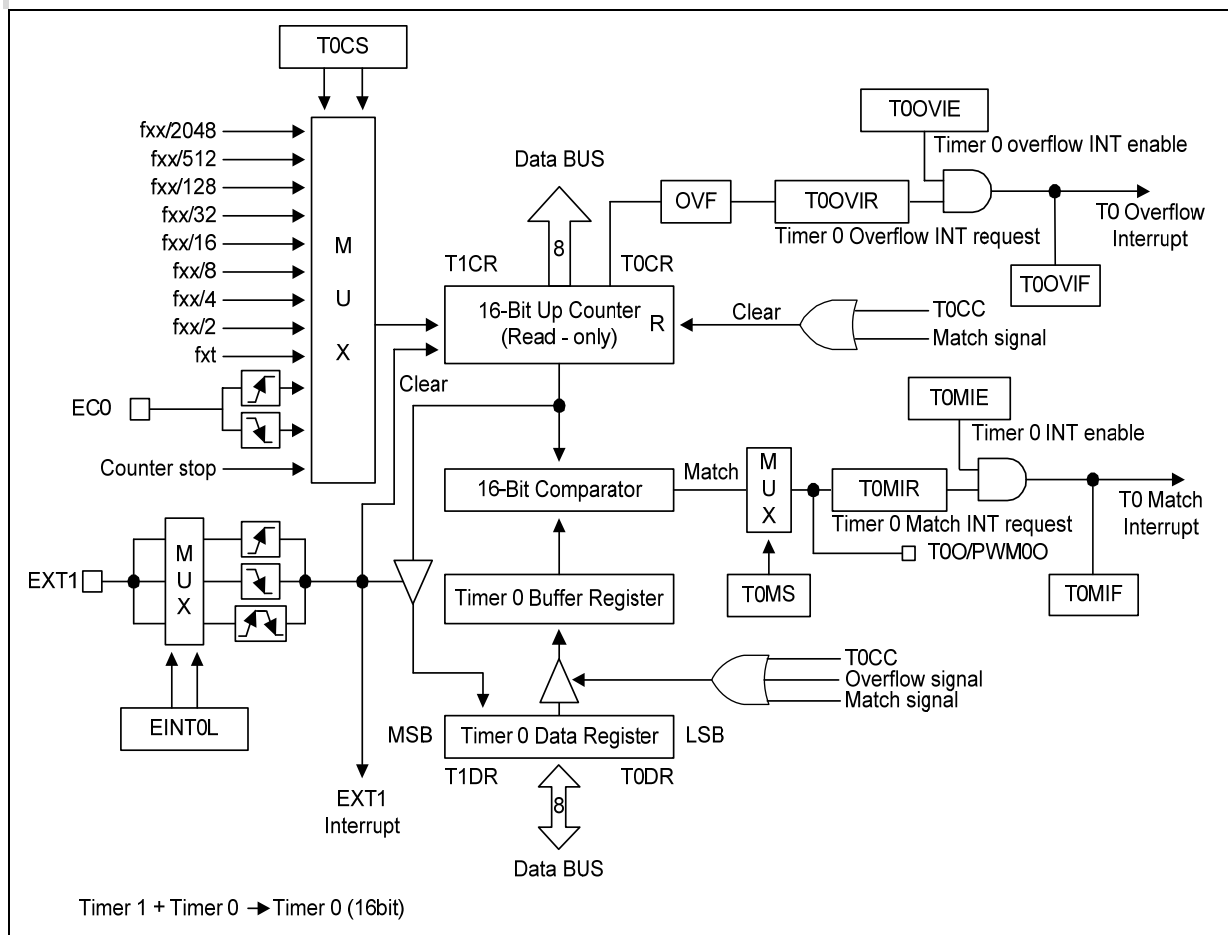 T0CS
fxx/2048
fxx/512
fxx/128
fxx/32
fxx/16
fxx/8
fxx/4
fxx/2
fxt
EC0
Counter stop
M
U
X
Data BUS
8
T1CR
T0CR
16-Bit Up Counter
(Read - only)
R
Clear
OVF
T0OVIR
Timer 0 Overflow INT request
T0OVIE
Timer 0 overflow INT enable
T0 Overflow
Interrupt
T0OVIF
Clear
T0CC
Match signal
16-Bit Comparator
Match
M
U
X
T0MS
T0MIR
Timer 0 Match INT request
T0O/PWM0O
T0MIE
Timer 0 INT enable
T0 Match
Interrupt
T0MIF
EXT1
M
U
X
EINT0L
EXT1
Interrupt
Timer 0 Buffer Register
T0CC
Overflow signal
Match signal
MSB
Timer 0 Data Register
LSB
T1DR
T0DR
8
Data BUS
Timer 1 + Timer 0 → Timer 0 (16bit)